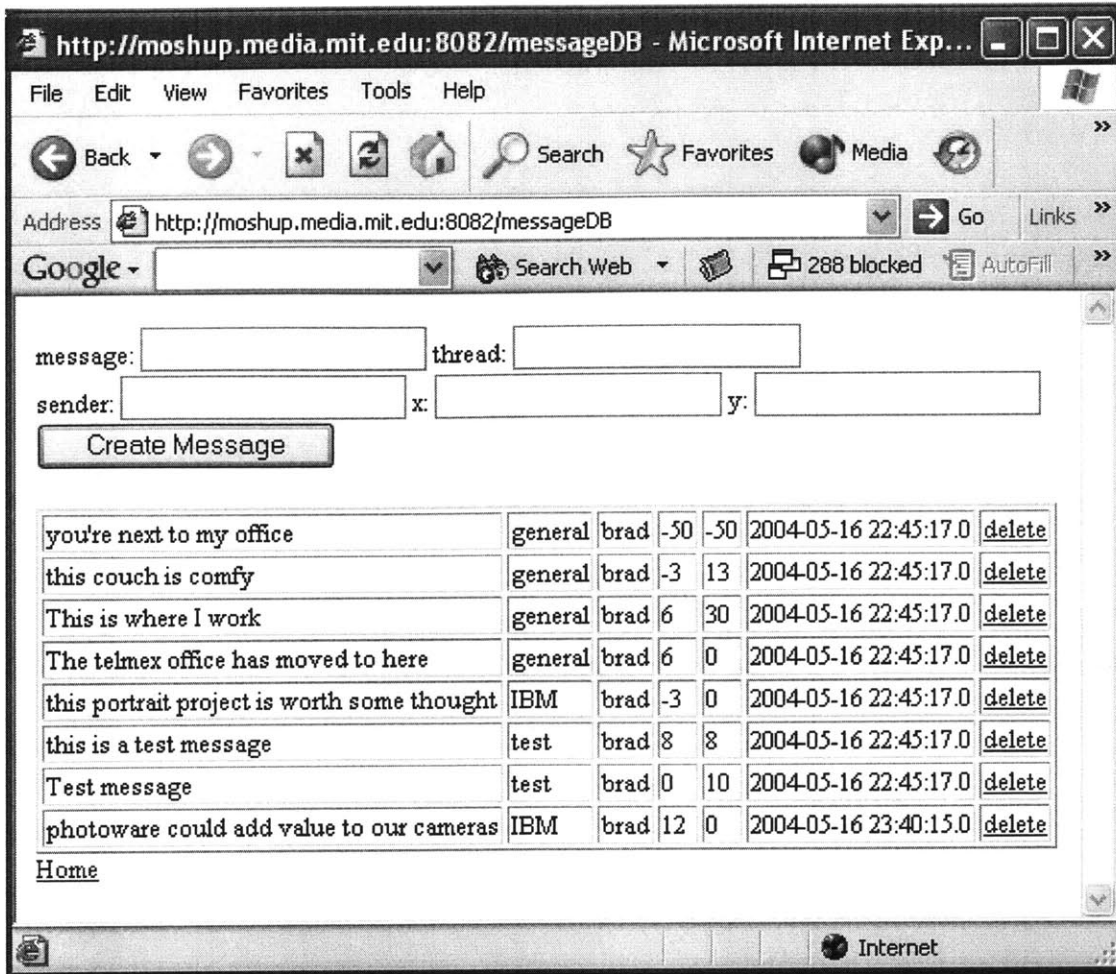 http://moshup.media.mit.edu:8082/messageDB - Microsoft Internet Exp...
File Edit View Favorites Tools Help
Back Search Favorites Media »
Address http://moshup.media.mit.edu:8082/messageDB Go Links »
Google Search Web 288 blocked AutoFill »
message: thread:
sender: x: y:
Create Message
you're next to my office general brad -50 -50 2004-05-16 22:45:17.0 delete
this couch is comfy general brad -3 13 2004-05-16 22:45:17.0 delete
This is where I work general brad 6 30 2004-05-16 22:45:17.0 delete
The telmex office has moved to here general brad 6 0 2004-05-16 22:45:17.0 delete
this portrait project is worth some thought IBM brad -3 0 2004-05-16 22:45:17.0 delete
this is a test message test brad 8 8 2004-05-16 22:45:17.0 delete
Test message test brad 0 10 2004-05-16 22:45:17.0 delete
photoware could add value to our cameras IBM brad 12 0 2004-05-16 23:40:15.0 delete
Home
Internet